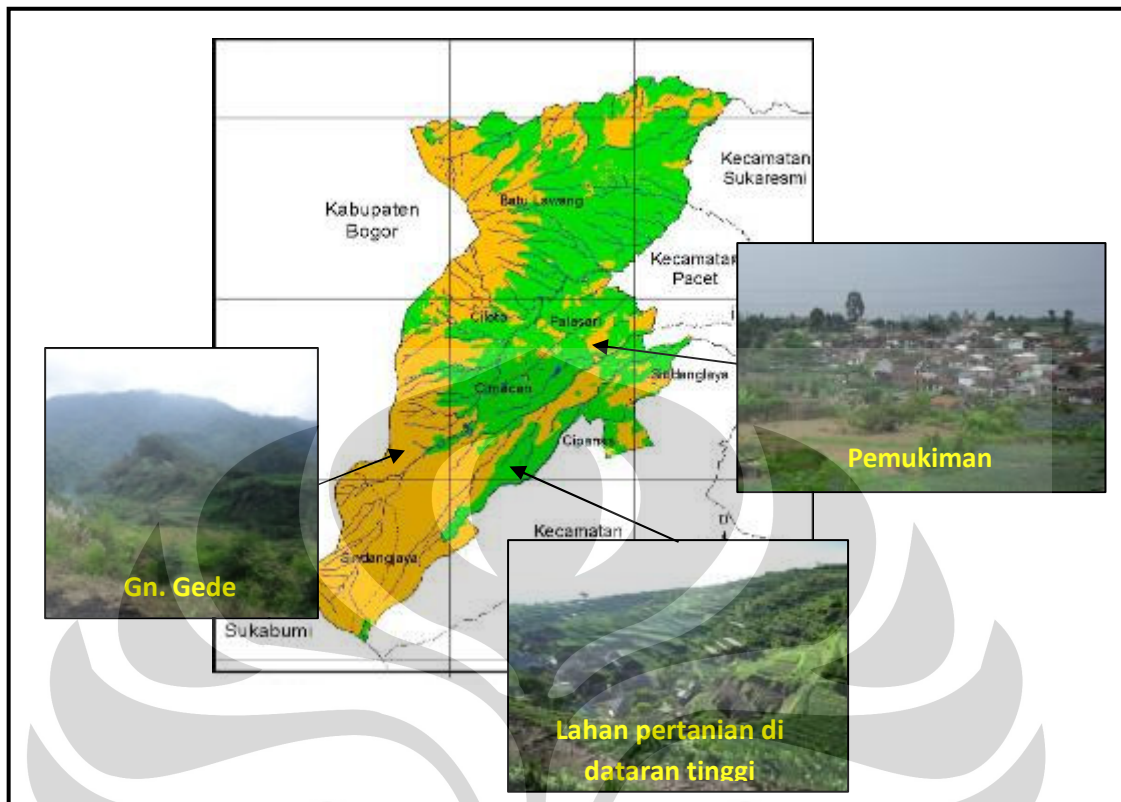 Kecamatan
Sukaresmi
Kabupaten
Bogor
Batu Lawang
Kecamatan
Pacet
Ciloto
Palasari
Sindanglaya
Cimacan
Cipanas
Pemukiman
Kecamatan
Sindangjaya
Gn. Gede
Sukabumi
Lahan pertanian di
dataran tinggi